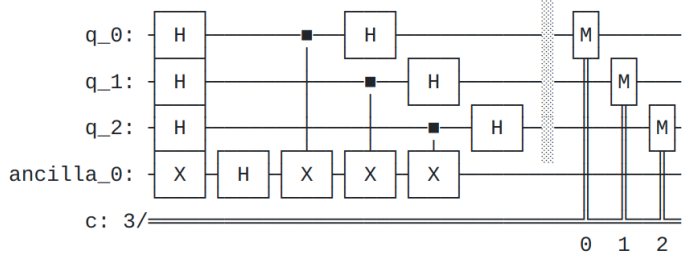 q_0: H H M
q_1: H H M
q_2: H H M
ancilla_0: X H X X X
c: 3/
0 1 2